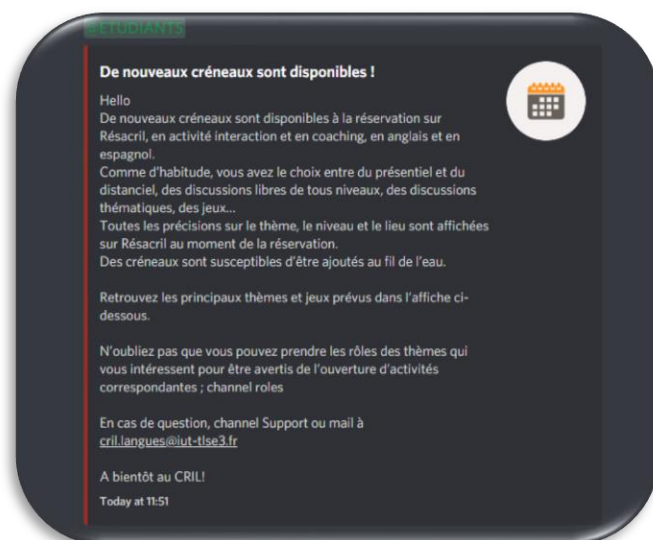 @ETUDIANTS
De nouveaux créneaux sont disponibles !
Hello
De nouveaux créneaux sont disponibles à la réservation sur
Résacril, en activité interaction et en coaching, en anglais et en
espagnol.
Comme d'habitude, vous avez le choix entre du présentiel et du
distanciel, des discussions libres de tous niveaux, des discussions
thématiques, des jeux...
Toutes les précisions sur le thème, le niveau et le lieu sont affichées
sur Résacril au moment de la réservation.
Des créneaux sont susceptibles d'être ajoutés au fil de l'eau.
Retrouvez les principaux thèmes et jeux prévus dans l'affiche ci-
dessous.
N'oubliez pas que vous pouvez prendre les rôles des thèmes qui
vous intéressent pour être avertis de l'ouverture d'activités
correspondantes ; channel roles
En cas de question, channel Support ou mail à
cril.langues@iut-tlse3.fr
A bientôt au CRIL!
Today at 11:51